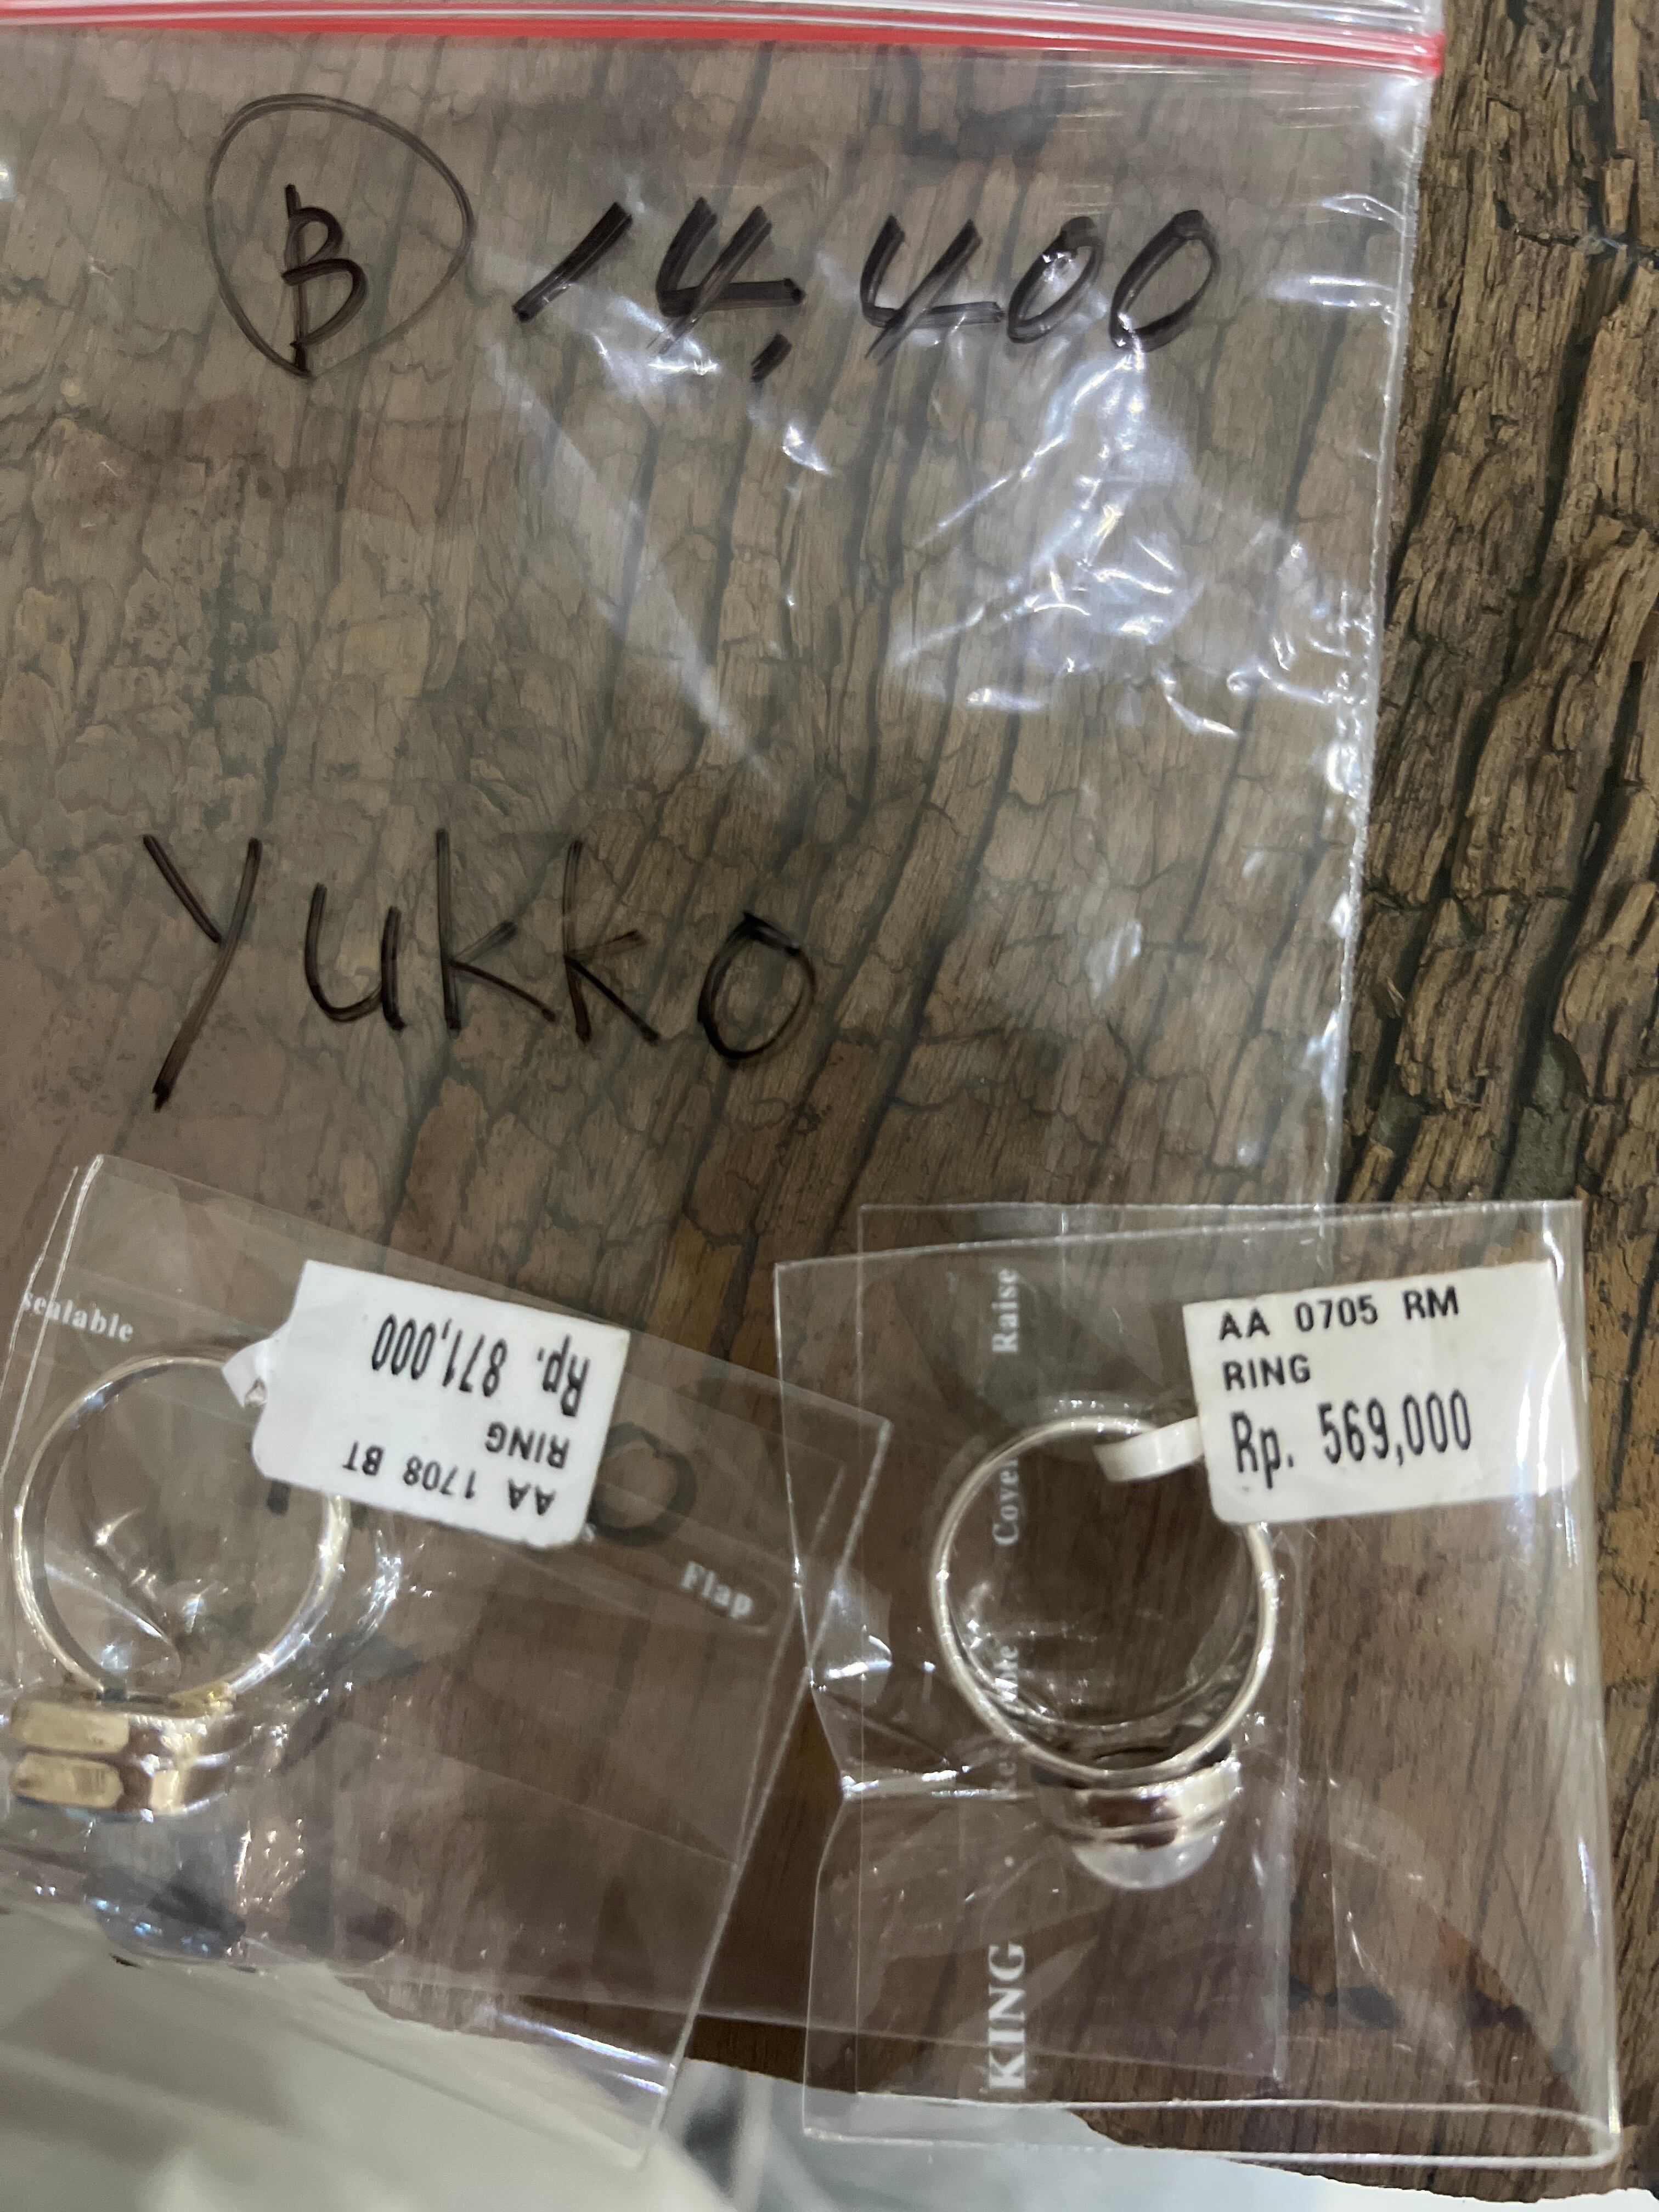 B 14,400
Yukko
sealable
AA 1708 BT
RING
Rp. 871,000
Flap
AA 0705 RM
RING
Rp. 569,000
Raise
Cover
KING